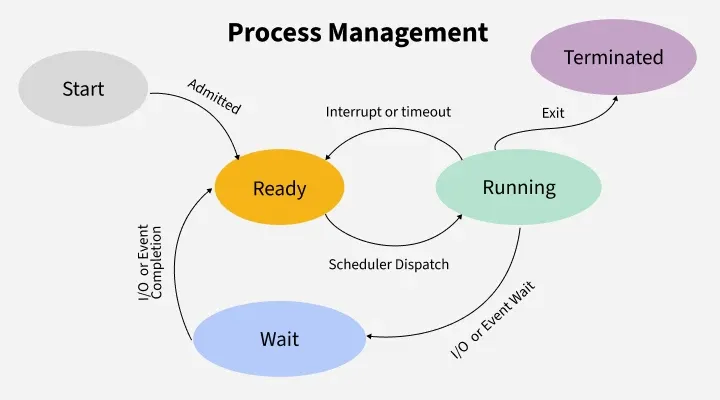 Process Management
Terminated
Start
Admitted
Interrupt or timeout
Exit
Ready
Running
I/O or Event
Completion
Scheduler Dispatch
I/O or Event Wait
Wait